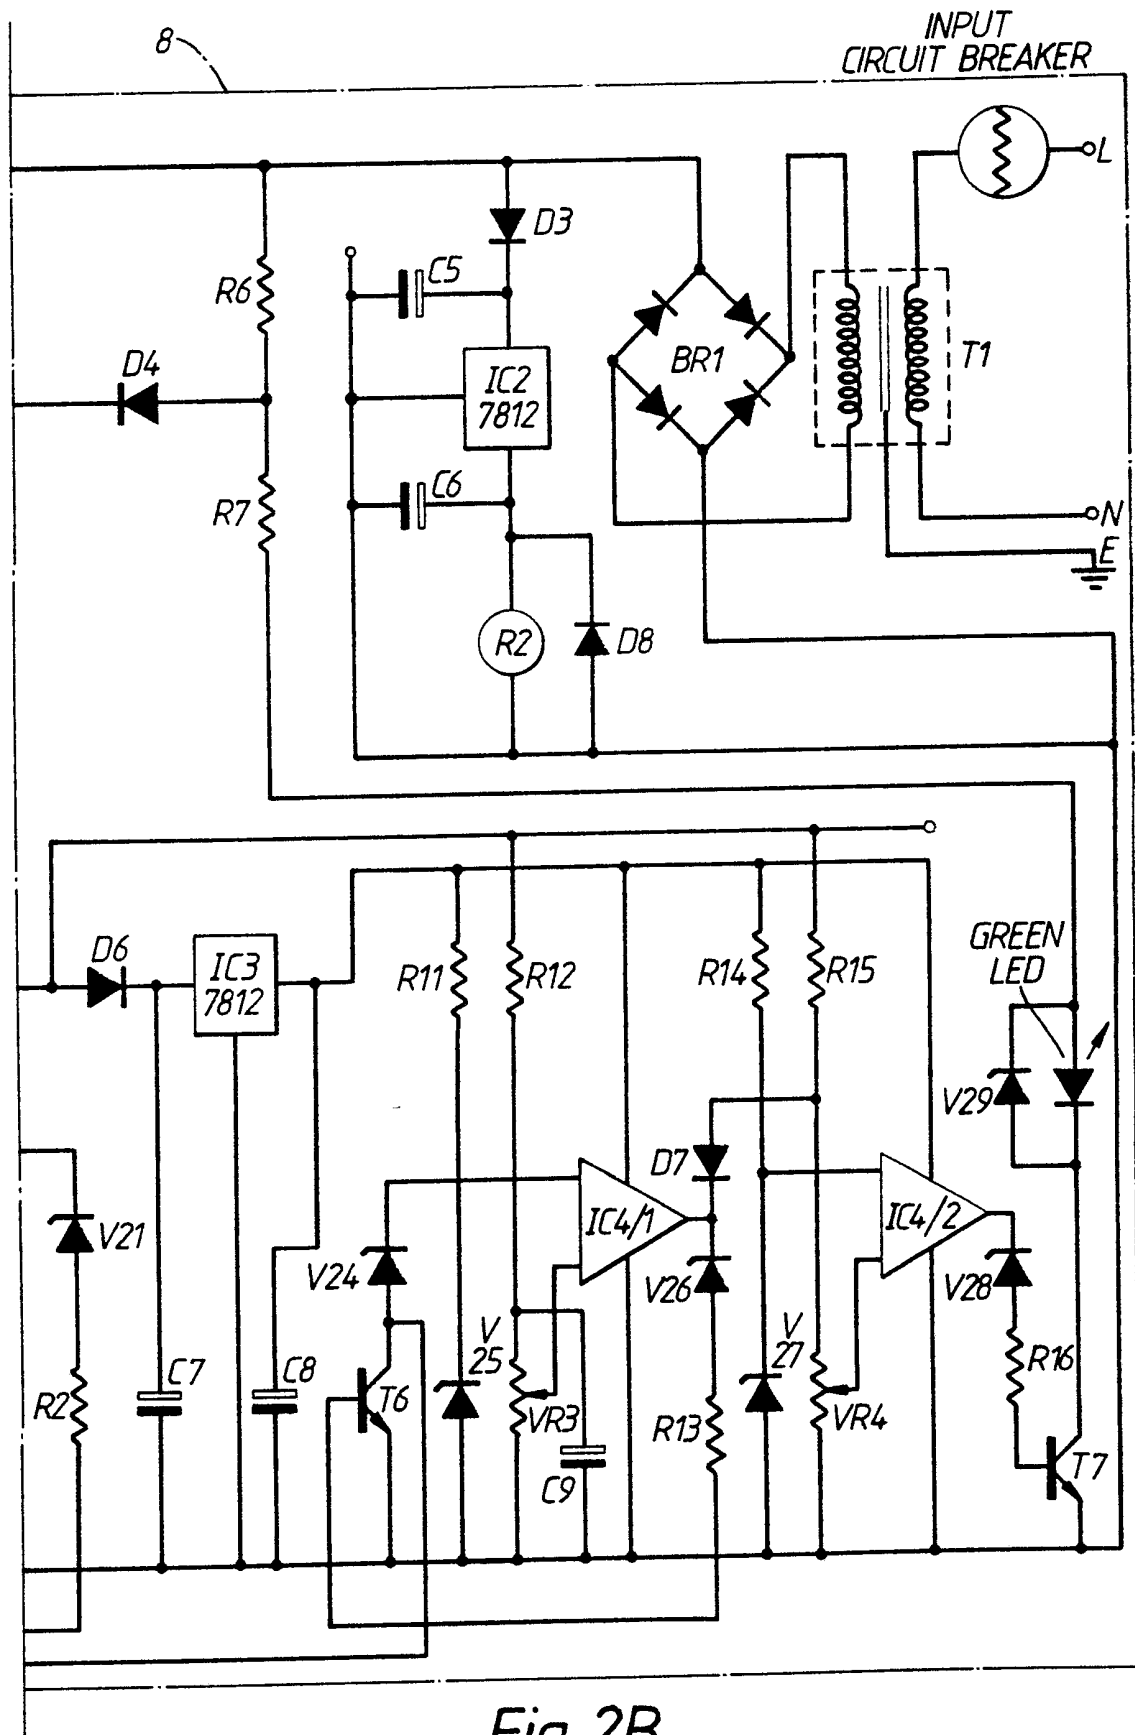 8
INPUT
CIRCUIT BREAKER
L
D3
C5
R6
D4
IC2
7812
BR1
T1
C6
R7
N
E
R2
D8
GREEN
LED
D6
IC3
7812
R11
R12
R14
R15
V29
D7
V21
IC4/1
IC4/2
V24
V26
V28
V
25
V
27
R16
C7
C8
R2
T6
VR3
R13
VR4
T7
C9
Fig. 2B